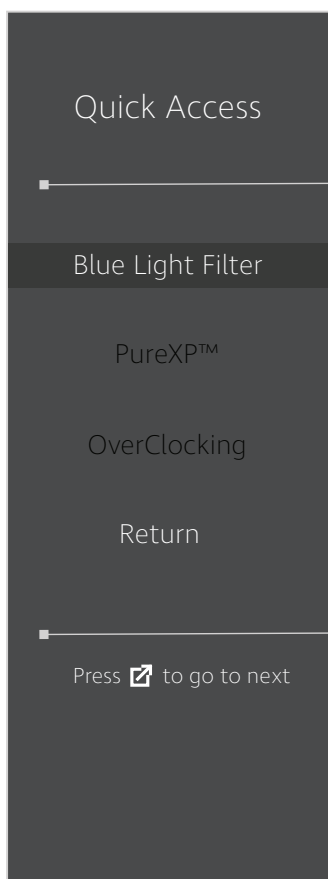 Quick Access
Blue Light Filter
PureXP™
OverClocking
Return
Press to go to next